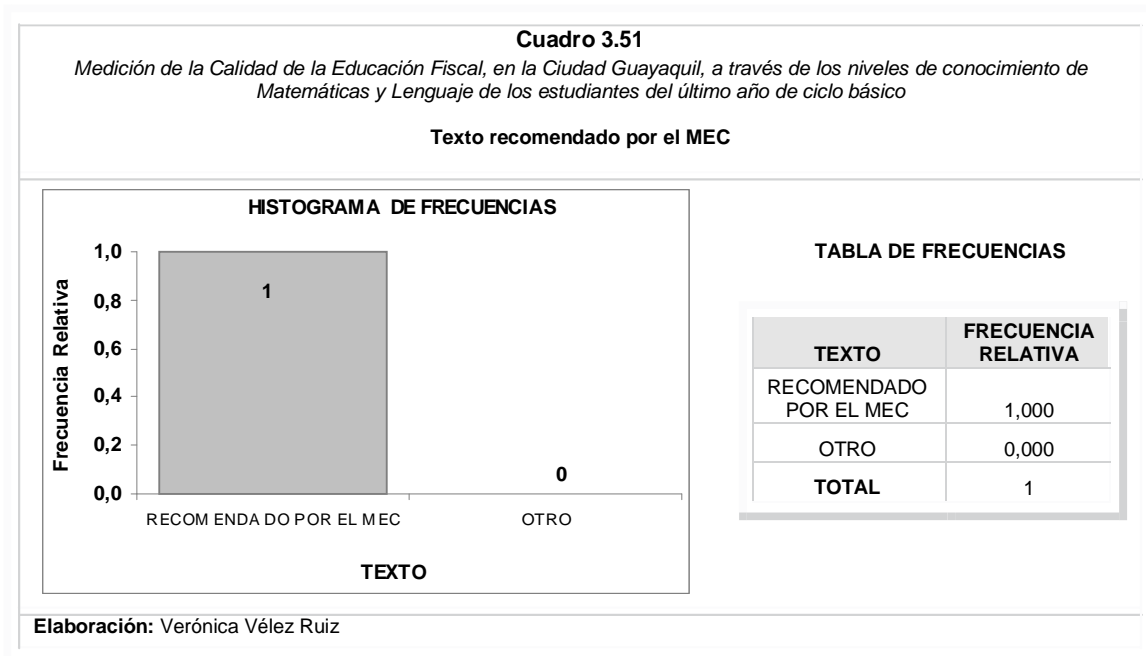 Cuadro 3.51
Medición de la Calidad de la Educación Fiscal, en la Ciudad Guayaquil, a través de los niveles de conocimiento de
Matemáticas y Lenguaje de los estudiantes del último año de ciclo básico
Texto recomendado por el MEC
HISTOGRAMA DE FRECUENCIAS
Frecuencia Relativa
1,0
0,8
0,6
0,4
0,2
0,0
1
0
RECOMENDADO POR EL MEC
OTRO
TEXTO
TABLA DE FRECUENCIAS
TEXTO
FRECUENCIA
RELATIVA
RECOMENDADO
POR EL MEC
1,000
OTRO
0,000
TOTAL
1
Elaboración: Verónica Vélez Ruiz